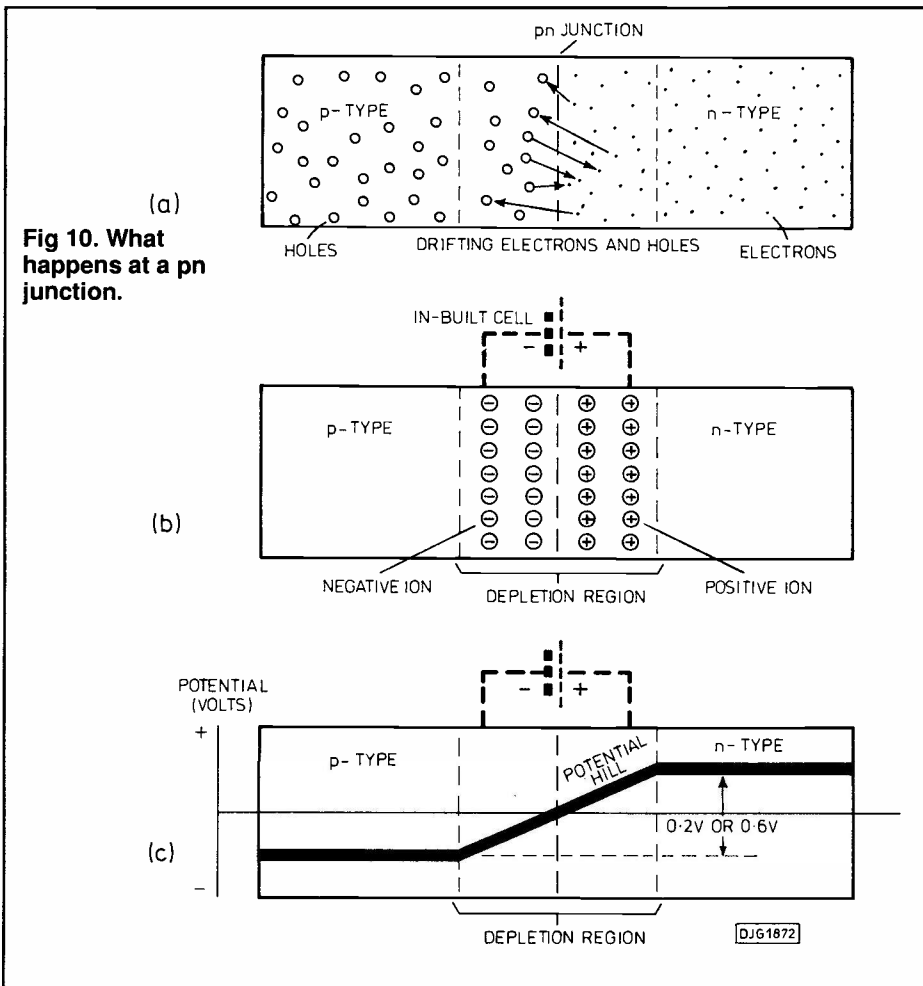 pn JUNCTION
p-TYPE
n-TYPE
(a)
HOLES
DRIFTING ELECTRONS AND HOLES
ELECTRONS
Fig 10. What
happens at a pn
junction.
IN-BUILT CELL
- +
p-TYPE
n-TYPE
(b)
NEGATIVE ION
DEPLETION REGION
POSITIVE ION
- +
POTENTIAL
(VOLTS)
+
p-TYPE
POTENTIAL
HILL
n-TYPE
0·2V OR 0·6V
(c)
-
DEPLETION REGION
DJG1872